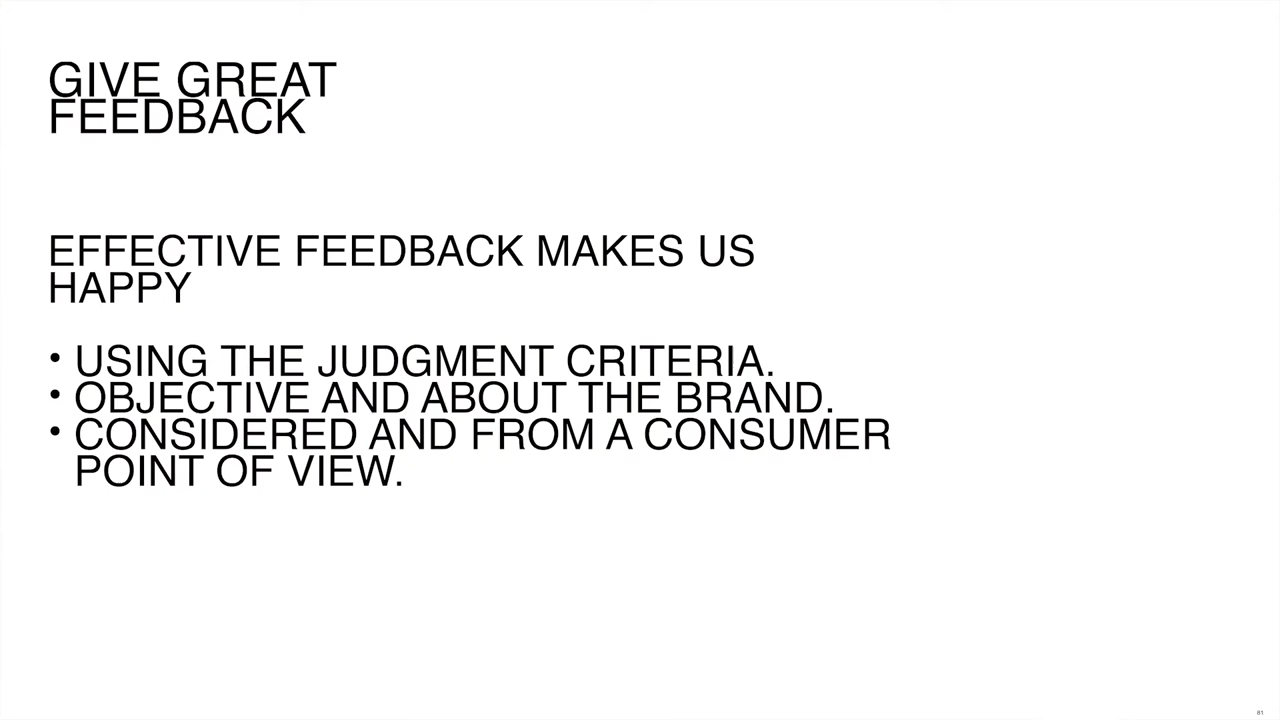 GIVE GREAT
FEEDBACK
EFFECTIVE FEEDBACK MAKES US
HAPPY
• USING THE JUDGMENT CRITERIA.
• OBJECTIVE AND ABOUT THE BRAND.
• CONSIDERED AND FROM A CONSUMER
POINT OF VIEW.
81